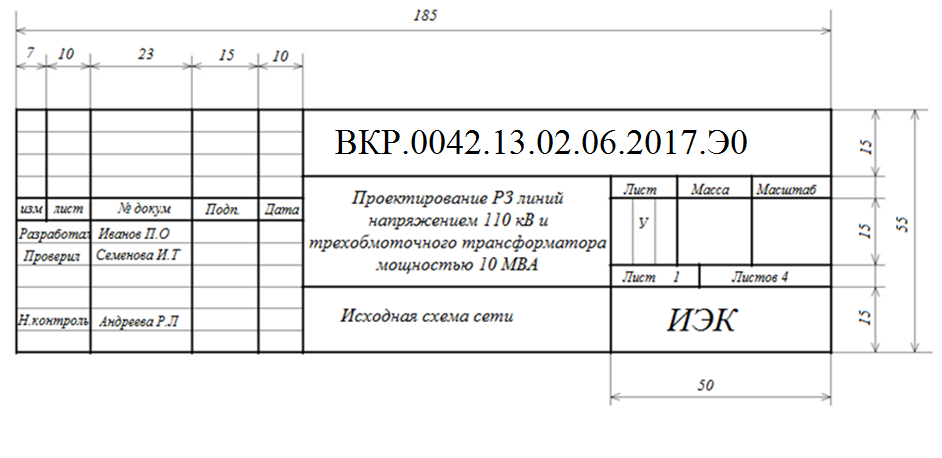 185
7 10 23 15 10
ВКР.0042.13.02.06.2017.Э0
15
Лист Масса Масштаб
изм лист № докум Подп. Дата
Проектирование РЗ линий
напряжением 110 кВ и
трехобмоточного трансформатора
мощностью 10 МВА
У
15
55
Разработал Иванов П.О
Проверил Семенова И.Т
Лист 1 Листов 4
Н.контроль Андреева Р.Л
Исходная схема сети
ИЭК
15
50